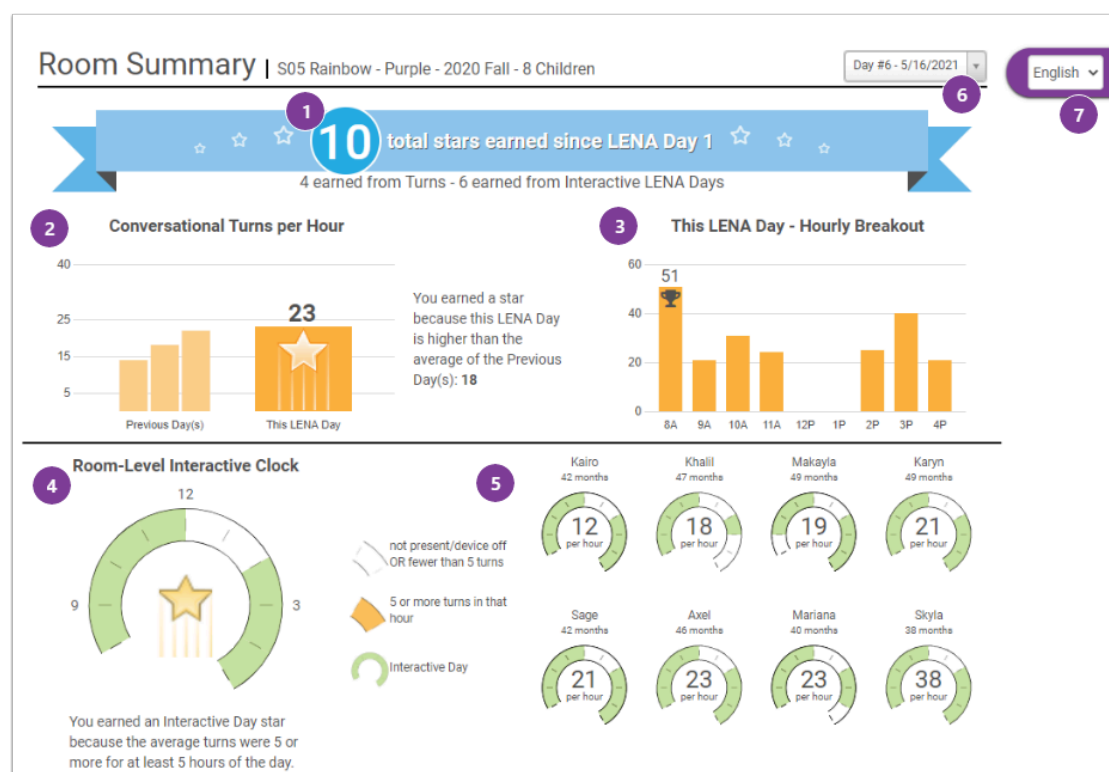 Room Summary | S05 Rainbow - Purple - 2020 Fall - 8 Children
Day #6 - 5/16/2021
English
6
7
1
10 total stars earned since LENA Day 1
4 earned from Turns - 6 earned from Interactive LENA Days
2
Conversational Turns per Hour
40
25
15
5
23
Previous Day(s)
This LENA Day
You earned a star
because this LENA Day
is higher than the
average of the Previous
Day(s): 18
3
This LENA Day - Hourly Breakout
60
40
20
0
51
8A 9A 10A 11A 12P 1P 2P 3P 4P
4
Room-Level Interactive Clock
12
9
3
not present/device off
OR fewer than 5 turns
5 or more turns in that
hour
Interactive Day
You earned an Interactive Day star
because the average turns were 5 or
more for at least 5 hours of the day.
5
Kairo
42 months
12
per hour
Khalil
47 months
18
per hour
Makayla
49 months
19
per hour
Karyn
49 months
21
per hour
Sage
42 months
21
per hour
Axel
46 months
23
per hour
Mariana
40 months
23
per hour
Skyla
38 months
38
per hour